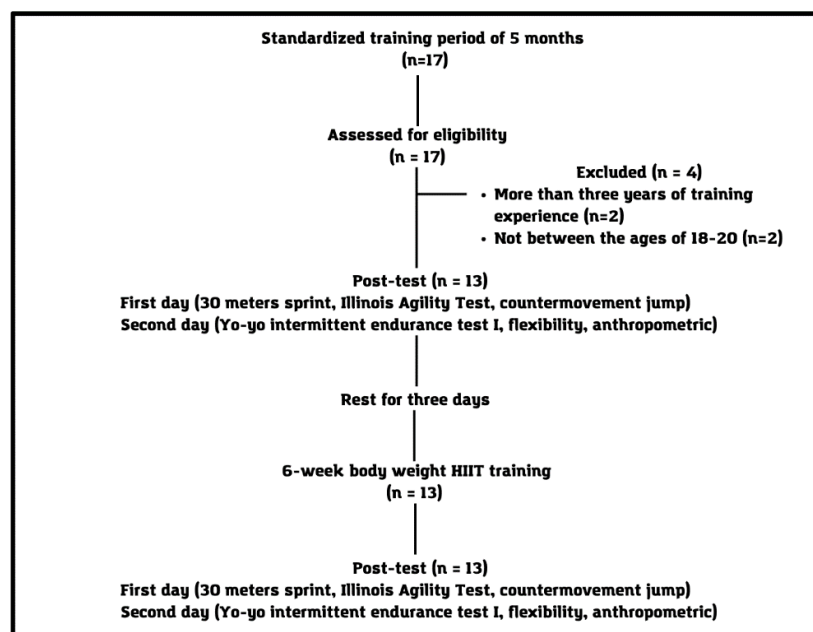 Standardized training period of 5 months
(n=17)
Assessed for eligibility
(n = 17)
Excluded (n = 4)
• More than three years of training
experience (n=2)
• Not between the ages of 18-20 (n=2)
Post-test (n = 13)
First day (30 meters sprint, Illinois Agility Test, countermovement jump)
Second day (Yo-yo intermittent endurance test I, flexibility, anthropometric)
Rest for three days
6-week body weight HIIT training
(n = 13)
Post-test (n = 13)
First day (30 meters sprint, Illinois Agility Test, countermovement jump)
Second day (Yo-yo intermittent endurance test I, flexibility, anthropometric)